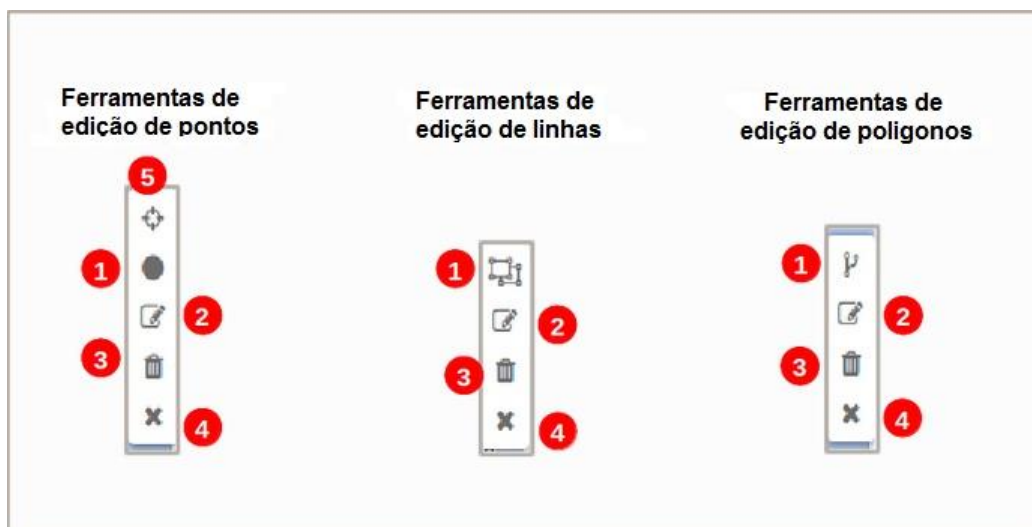 Ferramentas de
edição de pontos
5
1
2
3
4
Ferramentas de
edição de linhas
1
2
3
4
Ferramentas de
edição de poligonos
1
2
3
4